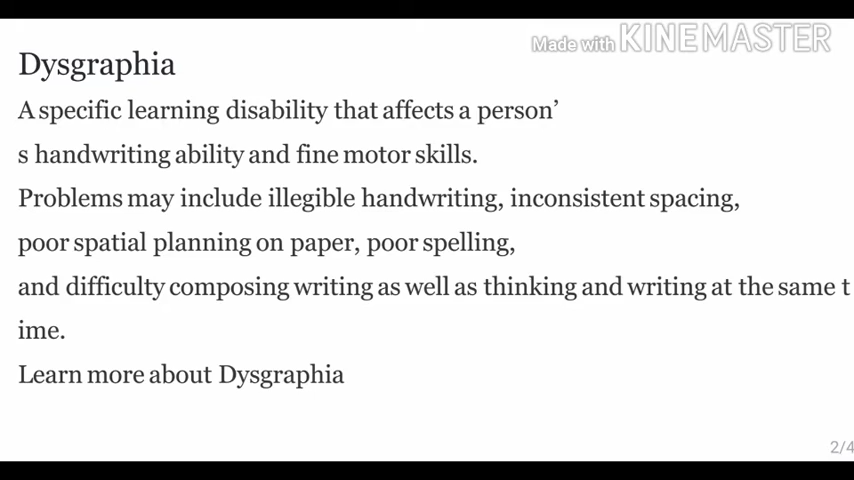 Made with KINEMASTER
Dysgraphia
A specific learning disability that affects a person’
s handwriting ability and fine motor skills.
Problems may include illegible handwriting, inconsistent spacing,
poor spatial planning on paper, poor spelling,
and difficulty composing writing as well as thinking and writing at the same t
ime.
Learn more about Dysgraphia
2/4